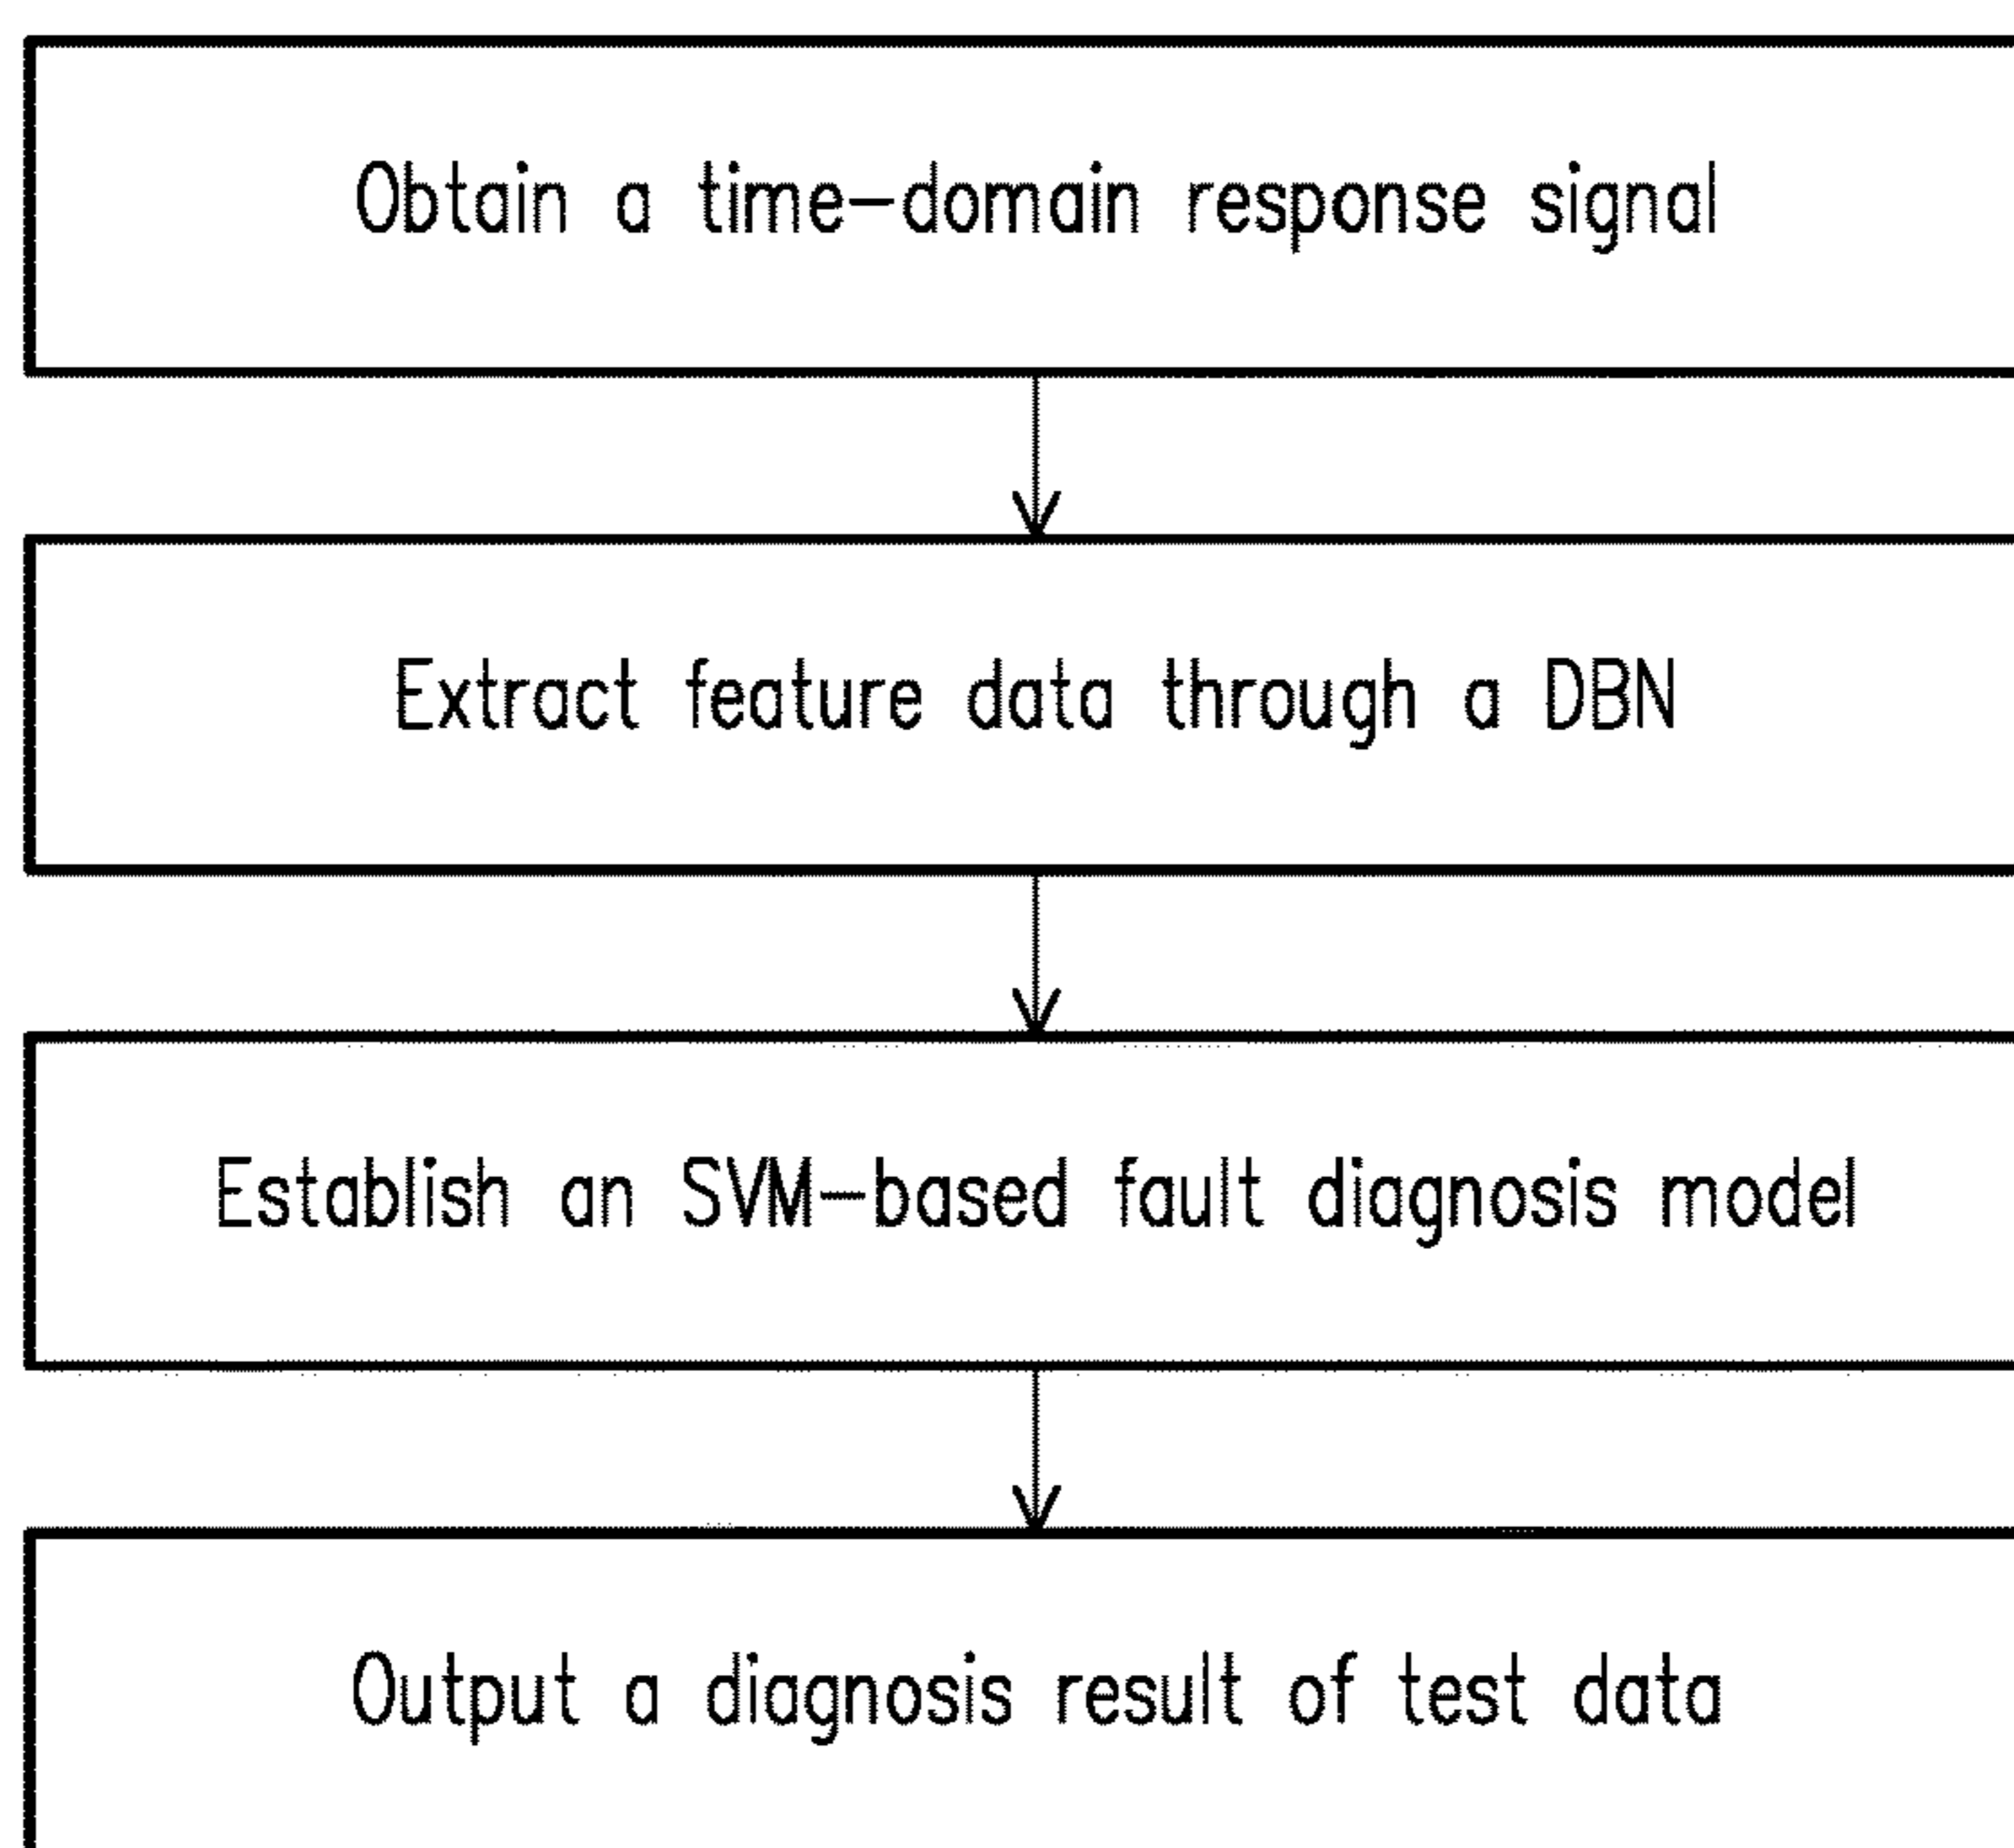 Obtain a time-domain response signal
Extract feature data through a DBN
Establish an SVM-based fault diagnosis model
Output a diagnosis result of test data